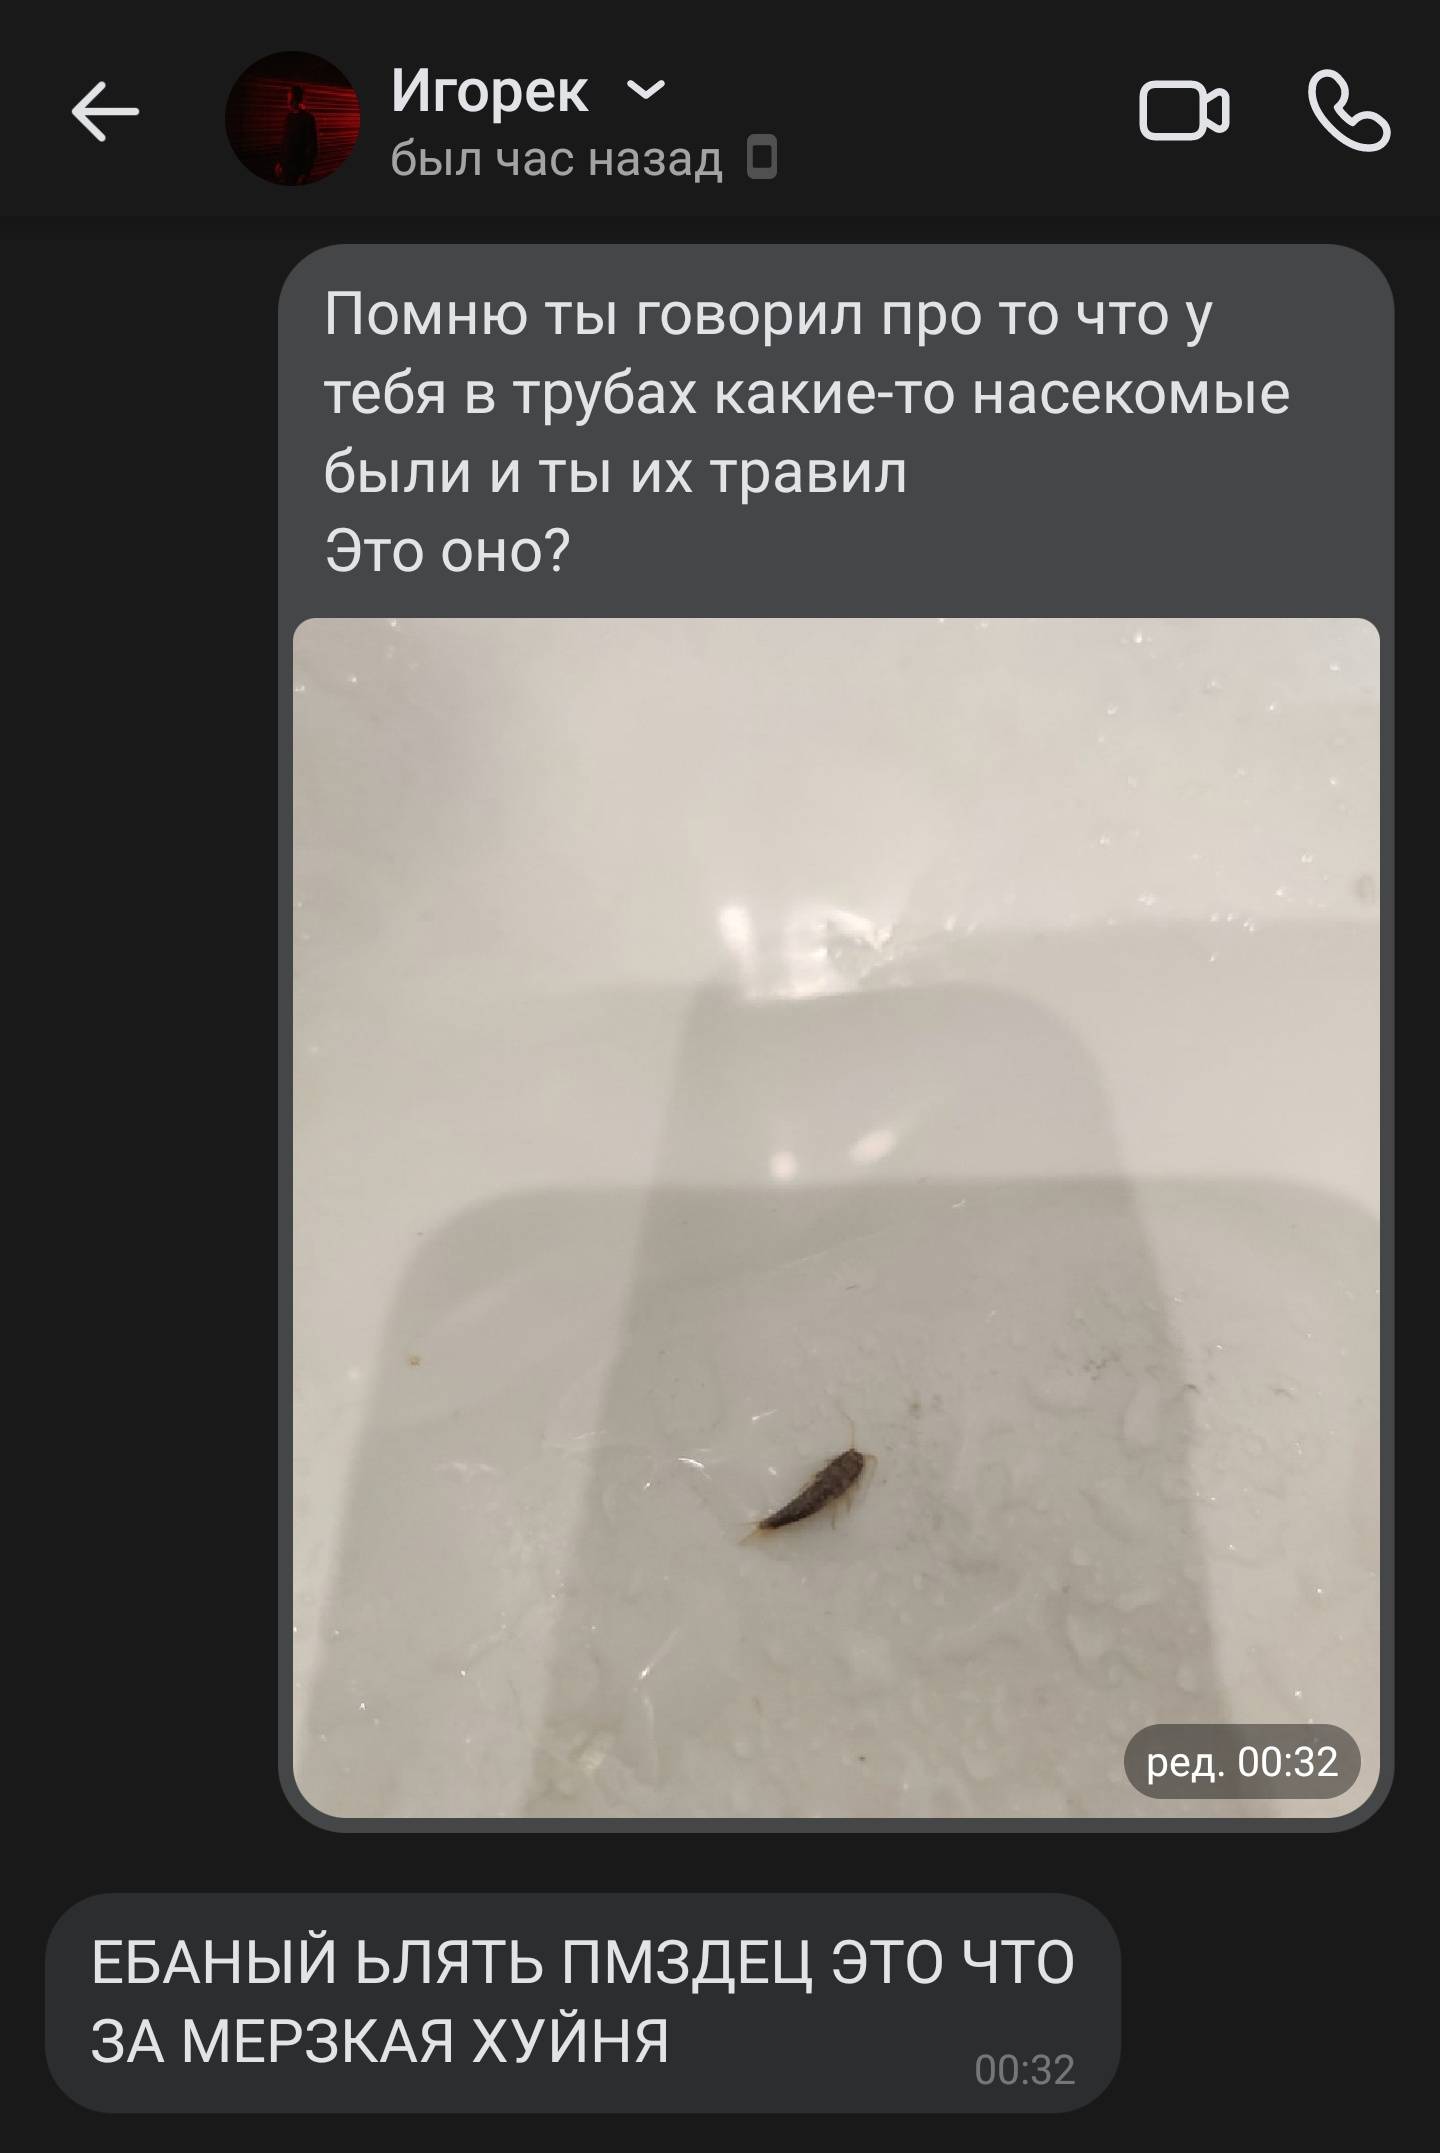 Игорек
был час назад
Помню ты говорил про то что у
тебя в трубах какие-то насекомые
были и ты их травил
Это оно?
ред. 00:32
ЕБАНЫЙ ЬЛЯТЬ ПМЗДЕЦ ЭТО ЧТО
ЗА МЕРЗКАЯ ХУЙНЯ
00:32